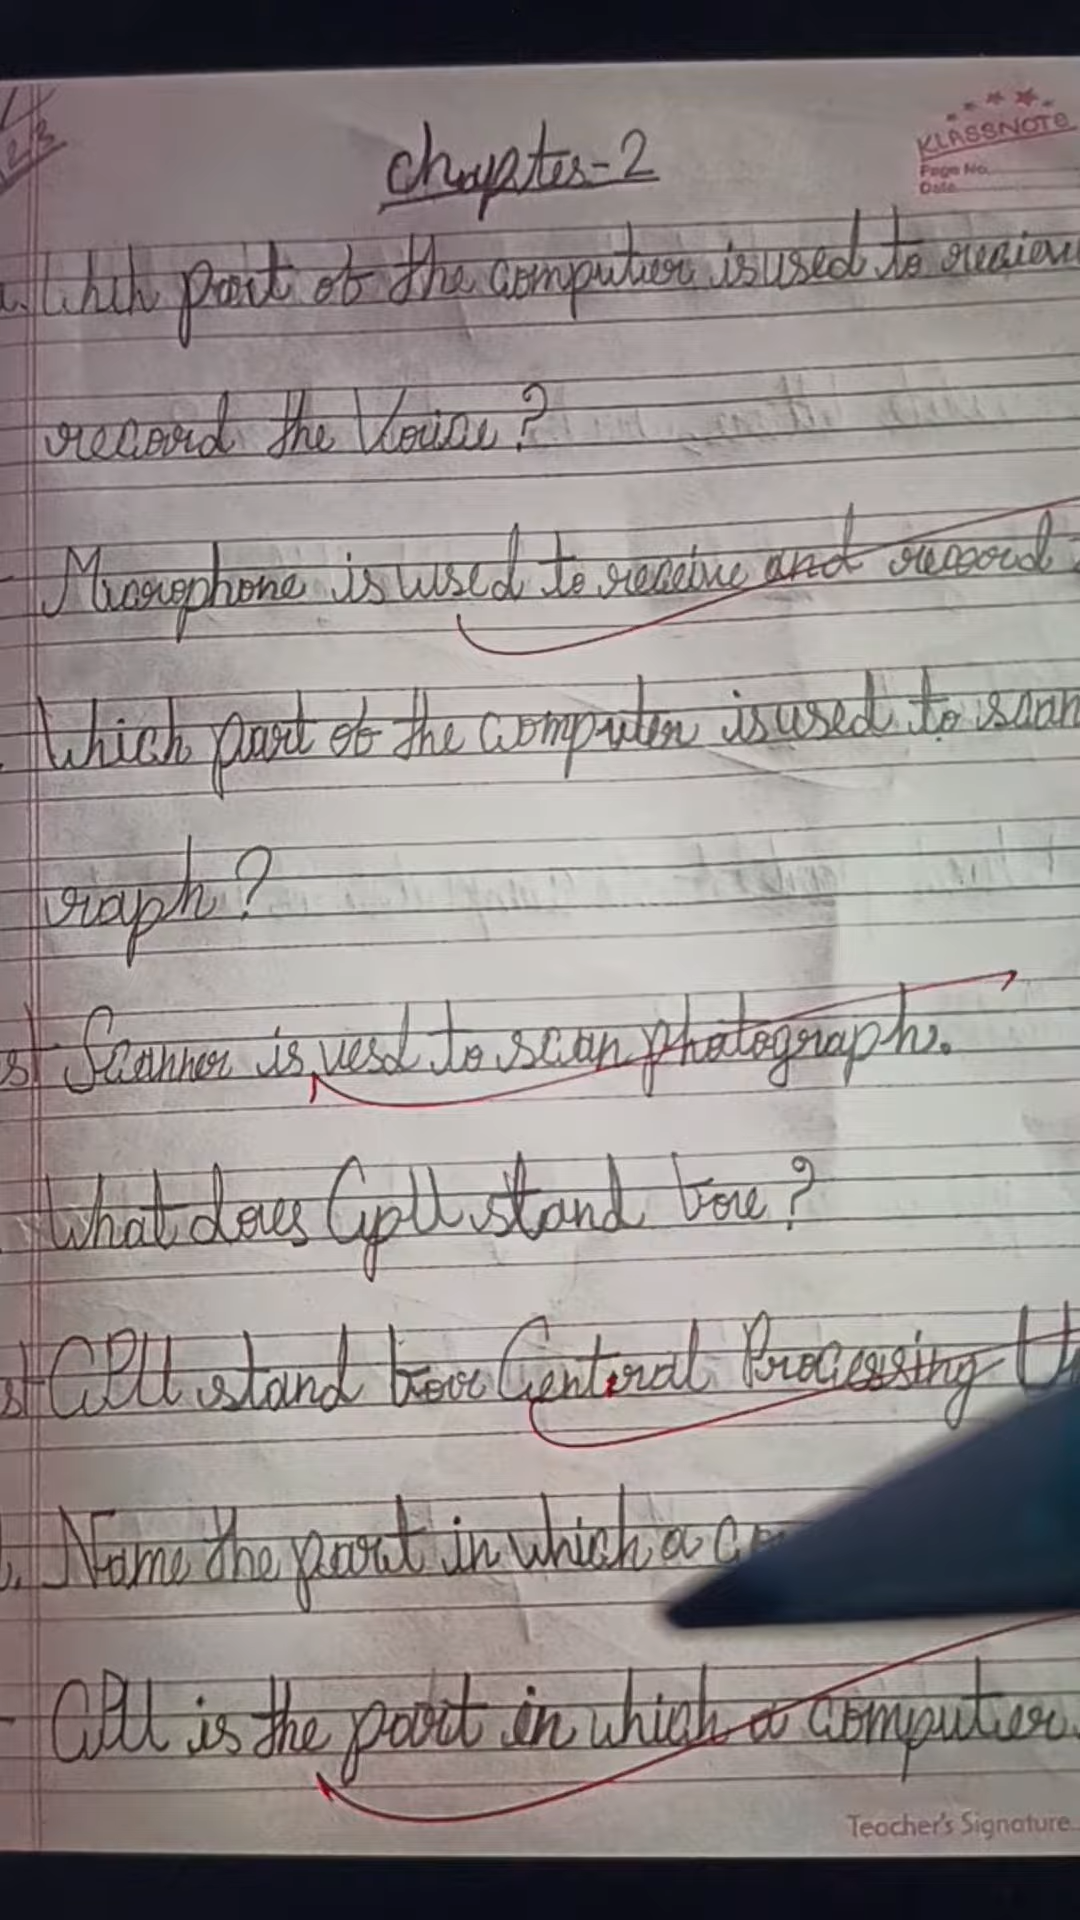 Chapter-2
KLASSNOTE
Page No.
Date
Which part of the computer is used to
record the Voice?
Microphone is used to receive and record
Which part of the computer is used to scan
raph?
Scanner is uesd to scan photograph.
What does CpU stand for?
CPU stand for Centeral Processing
Name the part in which a
CPU is the part in which a computer
Teacher's Signature